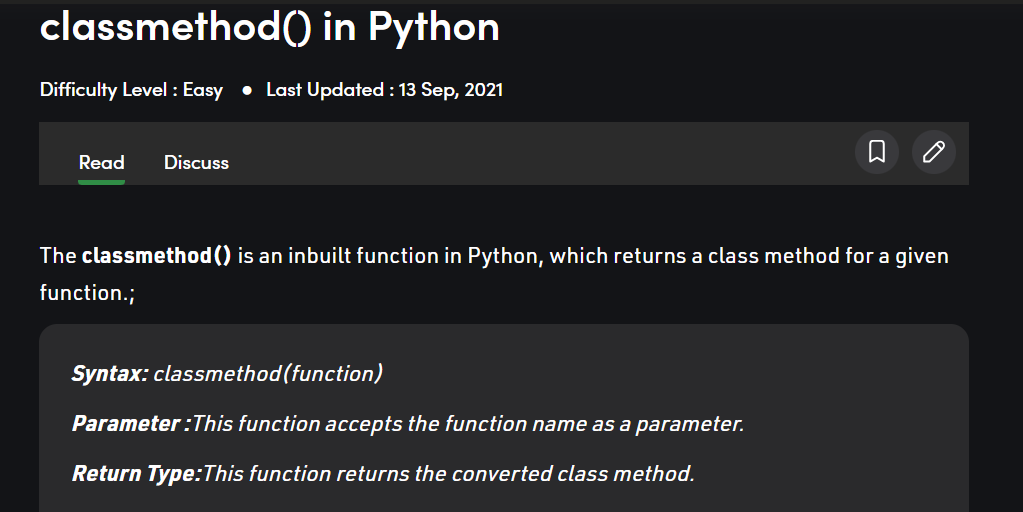 classmethod() in Python
Difficulty Level : Easy ● Last Updated : 13 Sep, 2021
Read Discuss
The classmethod() is an inbuilt function in Python, which returns a class method for a given
function.;
Syntax: classmethod(function)
Parameter :This function accepts the function name as a parameter.
Return Type:This function returns the converted class method.